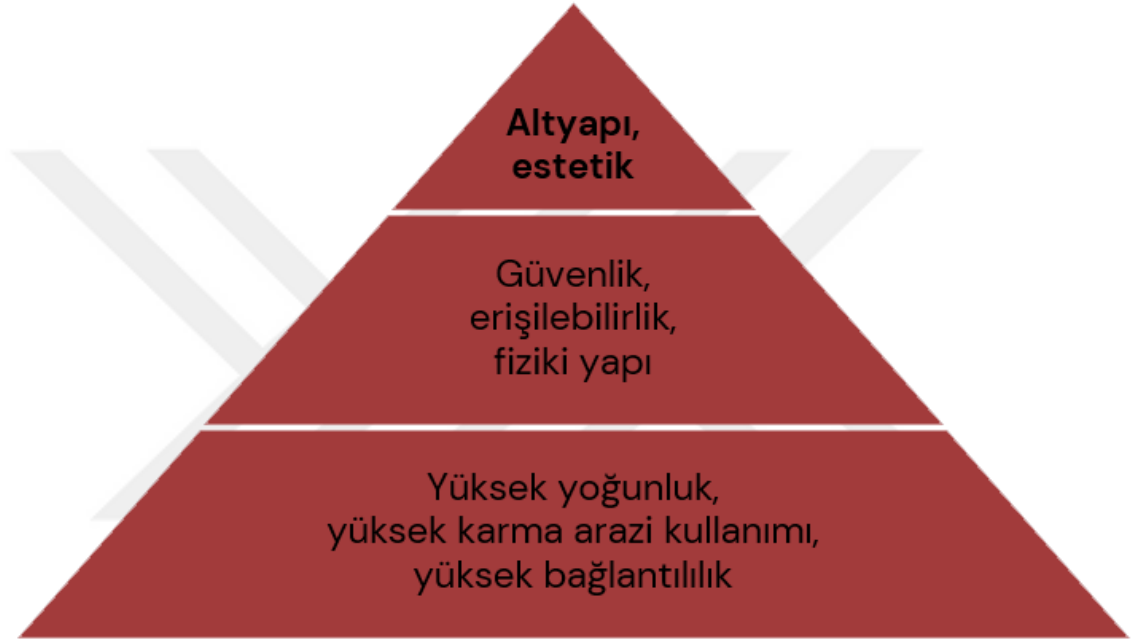 Altyapı,
estetik
Güvenlik,
erişilebilirlik,
fiziki yapı
Yüksek yoğunluk,
yüksek karma arazi kullanımı,
yüksek bağlantılılık